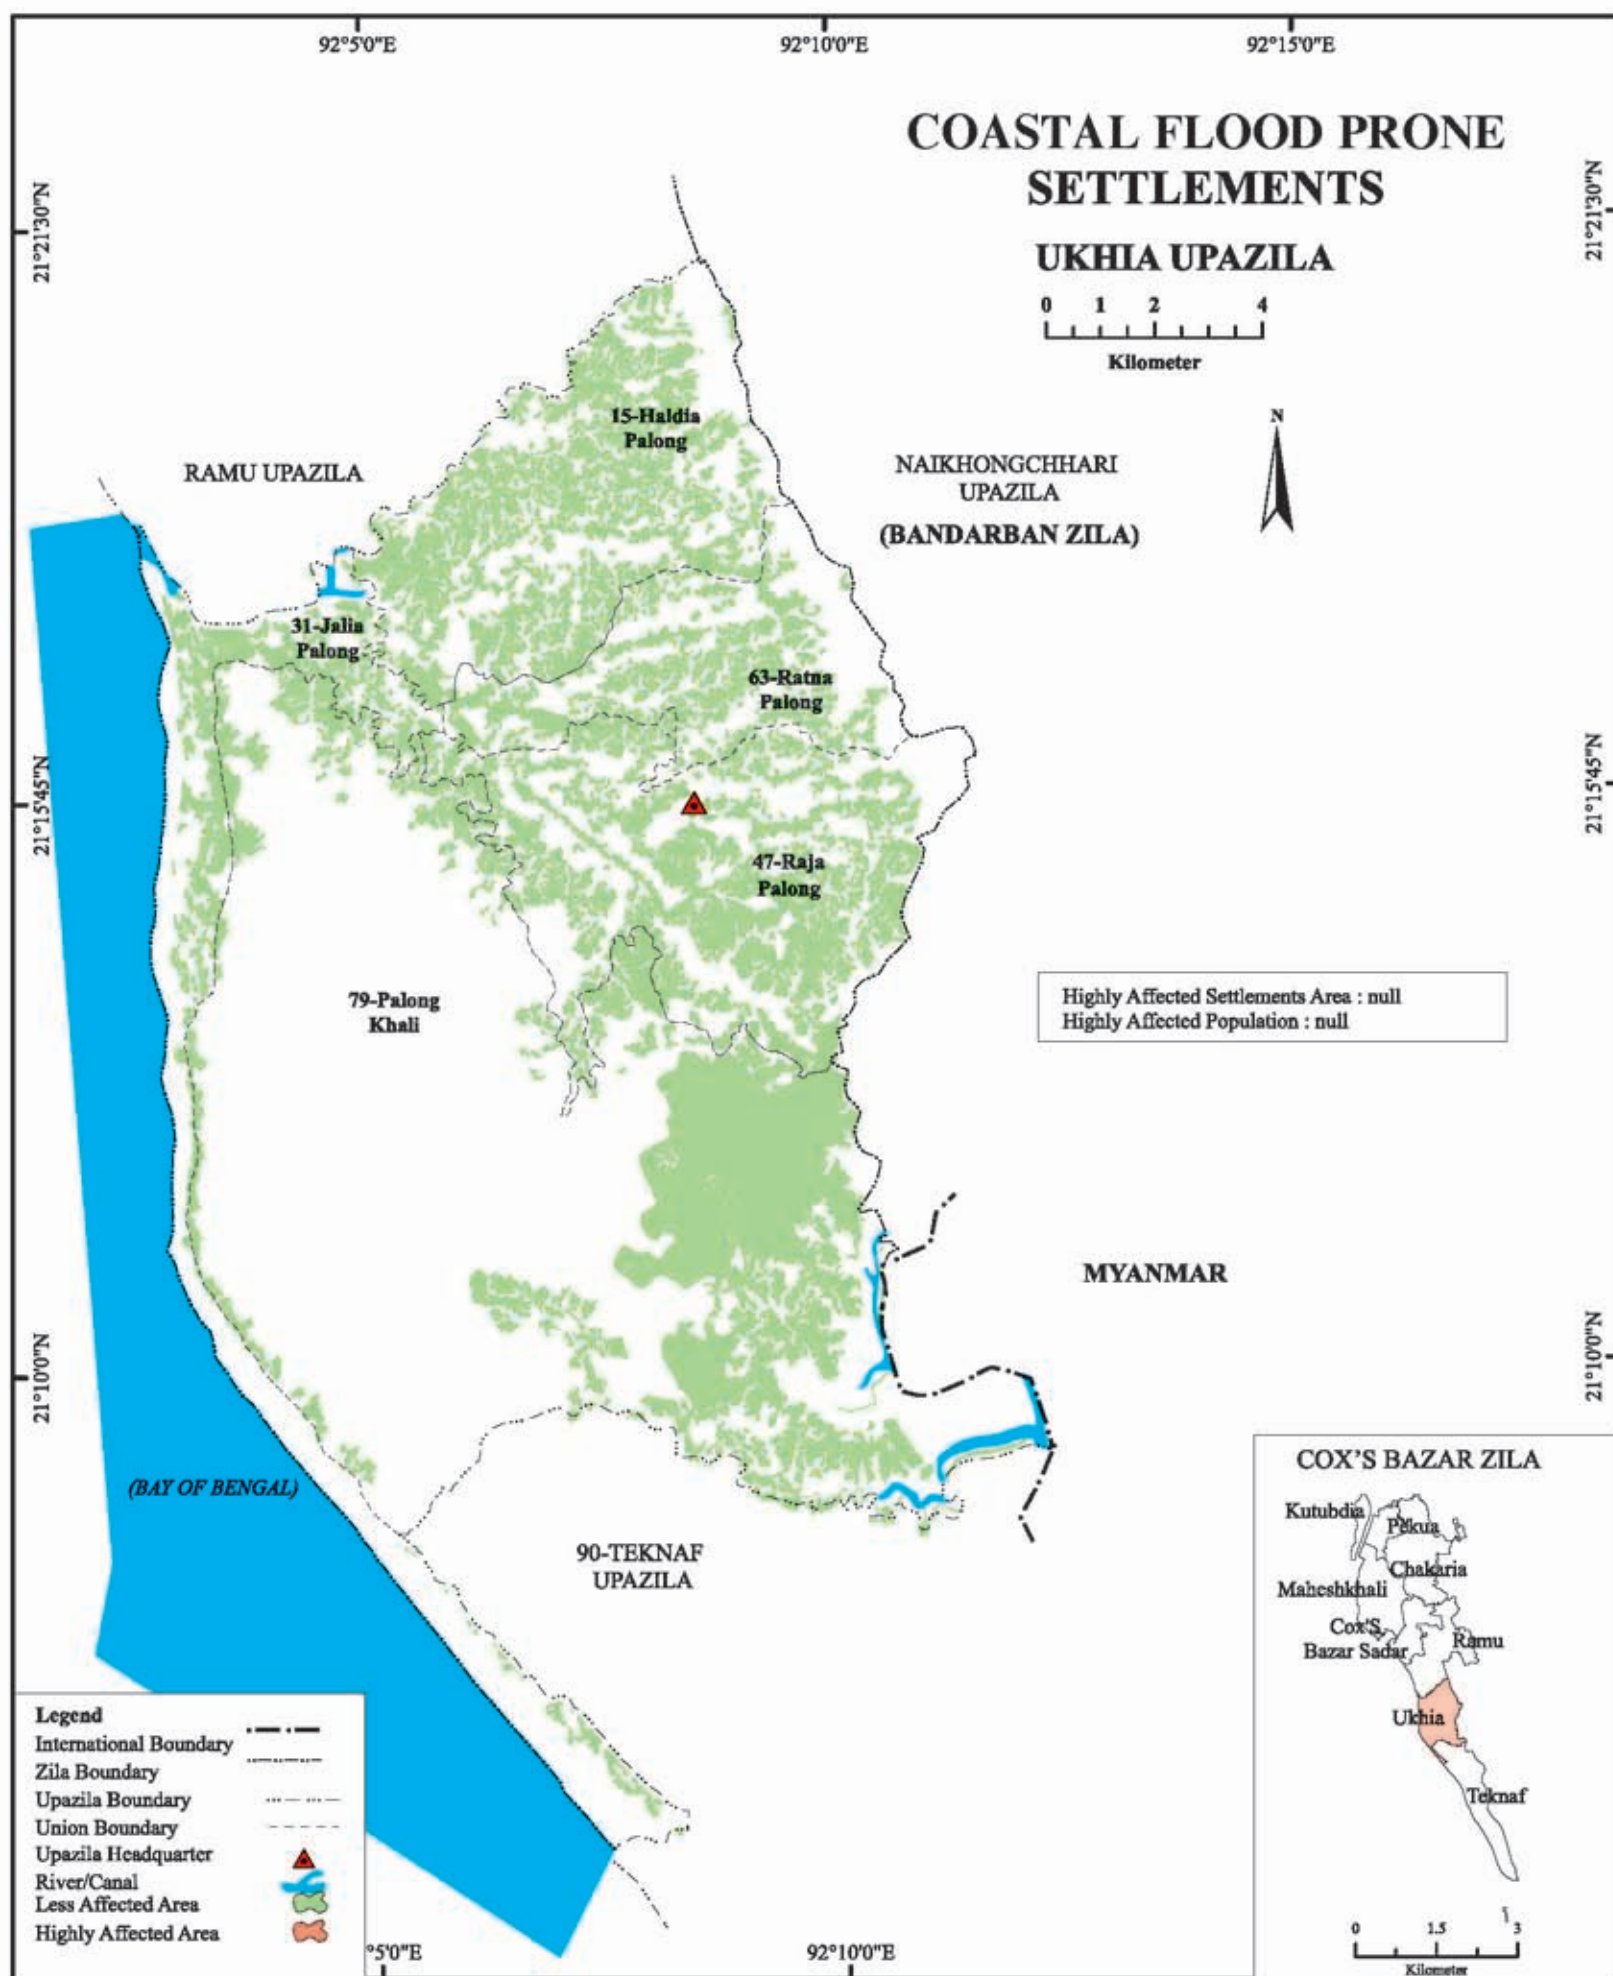 92°5'0"E
92°10'0"E
92°15'0"E
COASTAL FLOOD PRONE
SETTLEMENTS
UKHIA UPAZILA
0 1 2 4
Kilometer
N
21°21'30"N
21°21'30"N
15-Haldia
Palong
RAMU UPAZILA
NAIKHONGCHHARI
UPAZILA
(BANDARBAN ZILA)
31-Jalia
Palong
63-Ratna
Palong
21°15'45"N
21°15'45"N
47-Raja
Palong
79-Palong
Khali
Highly Affected Settlements Area : null
Highly Affected Population : null
MYANMAR
21°10'0"N
21°10'0"N
(BAY OF BENGAL)
90-TEKNAF
UPAZILA
COX'S BAZAR ZILA
Kutubdia
Pekua
Chakaria
Maheshkhali
Cox'S
Bazar Sadar
Ramu
Ukhia
Teknaf
0 1.5 3
Kilometer
Legend
International Boundary
Zila Boundary
Upazila Boundary
Union Boundary
Upazila Headquarter
River/Canal
Less Affected Area
Highly Affected Area
°5'0"E
92°10'0"E